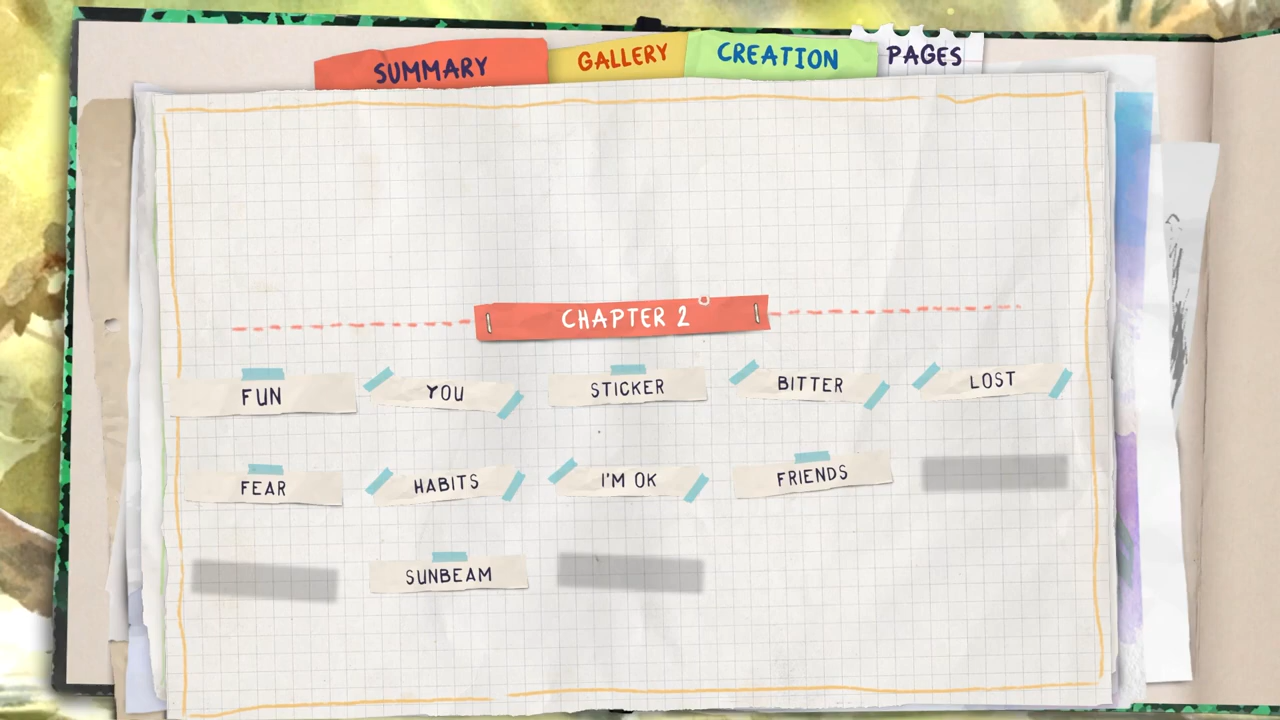 SUMMARY
GALLERY
CREATION
PAGES
CHAPTER 2
FUN
YOU
STICKER
BITTER
LOST
FEAR
HABITS
I'M OK
FRIENDS
SUNBEAM